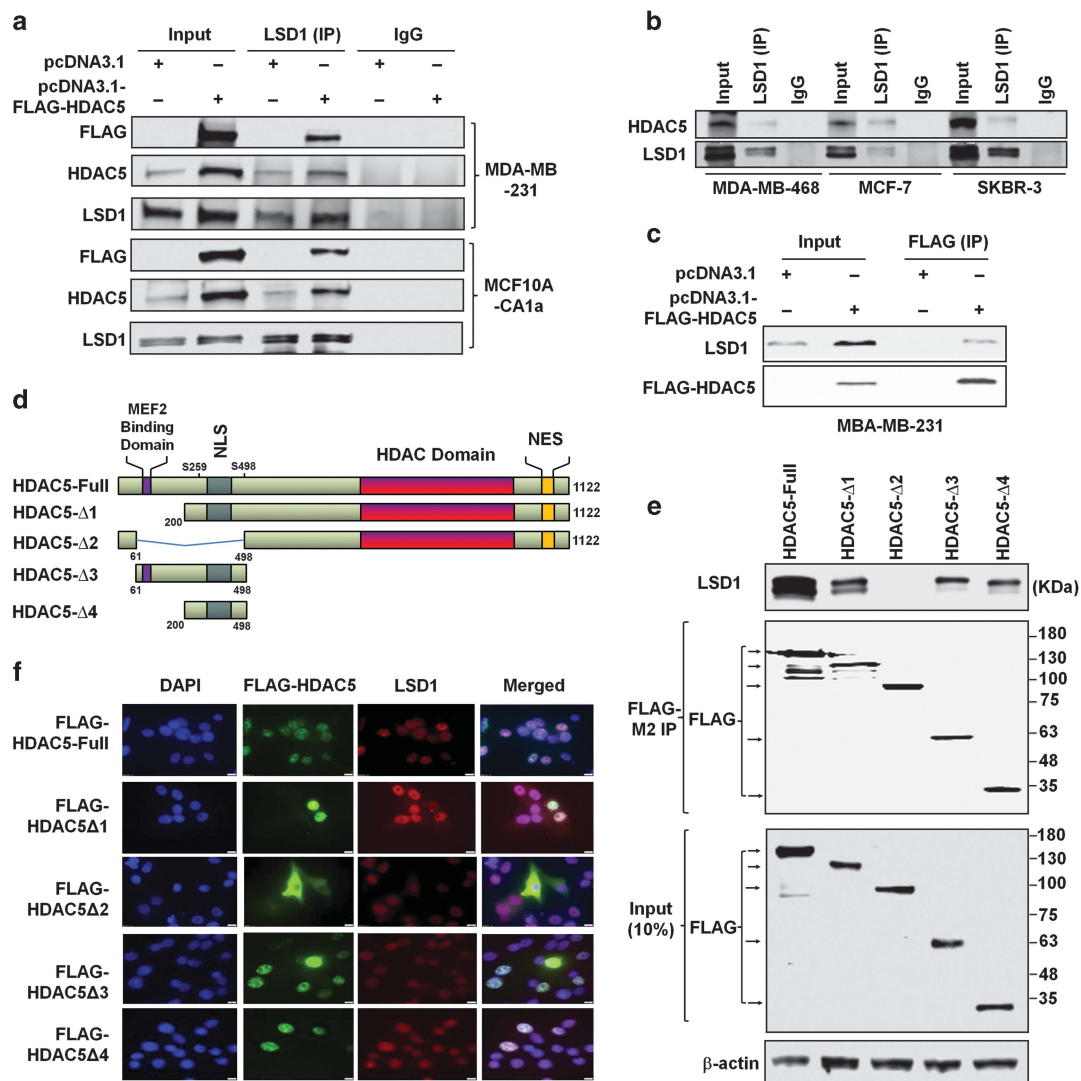 a
Input LSD1 (IP) IgG
pcDNA3.1 + – + – + –
pcDNA3.1-
FLAG-HDAC5 – + – + – +
FLAG
HDAC5
LSD1
MDA-MB
-231
FLAG
HDAC5
LSD1
MCF10A
-CA1a
b
Input LSD1 (IP) IgG Input LSD1 (IP) IgG Input LSD1 (IP) IgG
HDAC5
LSD1
MDA-MB-468 MCF-7 SKBR-3
c
Input FLAG (IP)
pcDNA3.1 + – + –
pcDNA3.1-
FLAG-HDAC5 – + – +
LSD1
FLAG-HDAC5
MBA-MB-231
d
MEF2
Binding
Domain
NLS
S259 S498
HDAC Domain
NES
HDAC5-Full 1122
HDAC5-Δ1 200 1122
HDAC5-Δ2 61 498 1122
HDAC5-Δ3 61 498
HDAC5-Δ4 200 498
e
HDAC5-Full HDAC5-Δ1 HDAC5-Δ2 HDAC5-Δ3 HDAC5-Δ4
LSD1 (KDa)
FLAG-
M2 IP
FLAG
180
130
100
75
63
48
35
Input
(10%)
FLAG
180
130
100
75
63
48
35
β-actin
f
DAPI FLAG-HDAC5 LSD1 Merged
FLAG-
HDAC5-Full
FLAG-
HDAC5Δ1
FLAG-
HDAC5Δ2
FLAG-
HDAC5Δ3
FLAG-
HDAC5Δ4